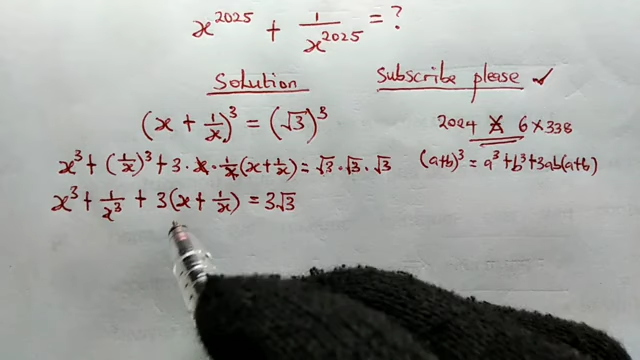 x^2025 + 1/x^2025 = ?
Solution
Subscribe please ✓
(x + 1/x)^3 = (√3)^3
2024 X 6×338
x^3 + (1/x)^3 + 3 · x · 1/x (x + 1/x) = √3 · √3 · √3
(a+b)^3 = a^3 + b^3 + 3ab(a+b)
x^3 + 1/x^3 + 3(x + 1/x) = 3√3